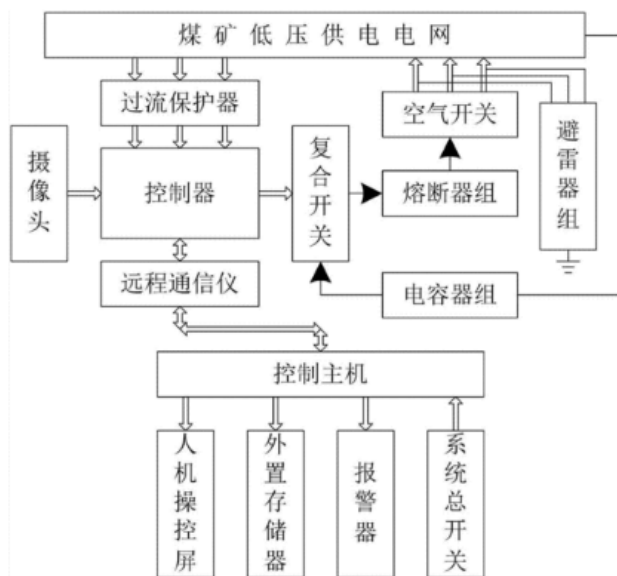 煤矿低压供电电网
过流保护器
空气开关
避雷器组
摄像头
控制器
复合开关
熔断器组
远程通信仪
电容器组
控制主机
人机操控屏
外置存储器
报警器
系统总开关